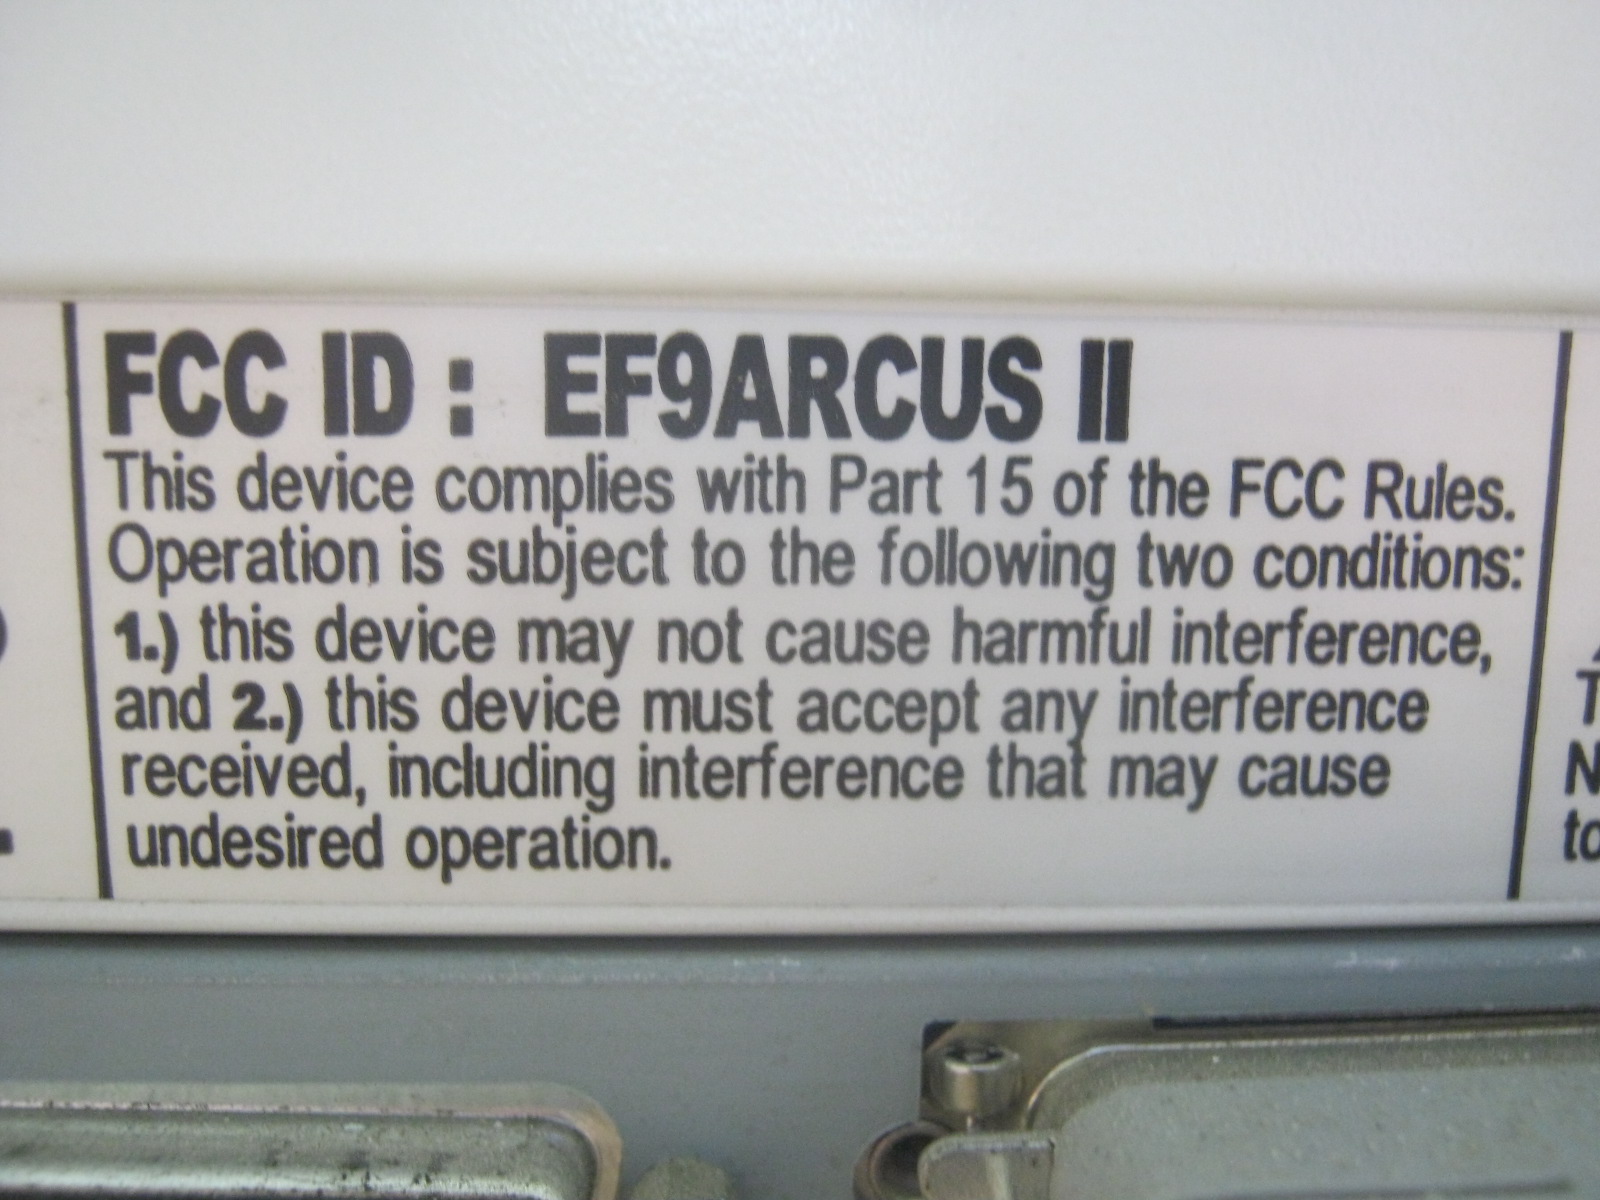 FCC ID : EF9ARCUS II
This device complies with Part 15 of the FCC Rules.
Operation is subject to the following two conditions:
1.) this device may not cause harmful interference,
and 2.) this device must accept any interference
received, including interference that may cause
undesired operation.